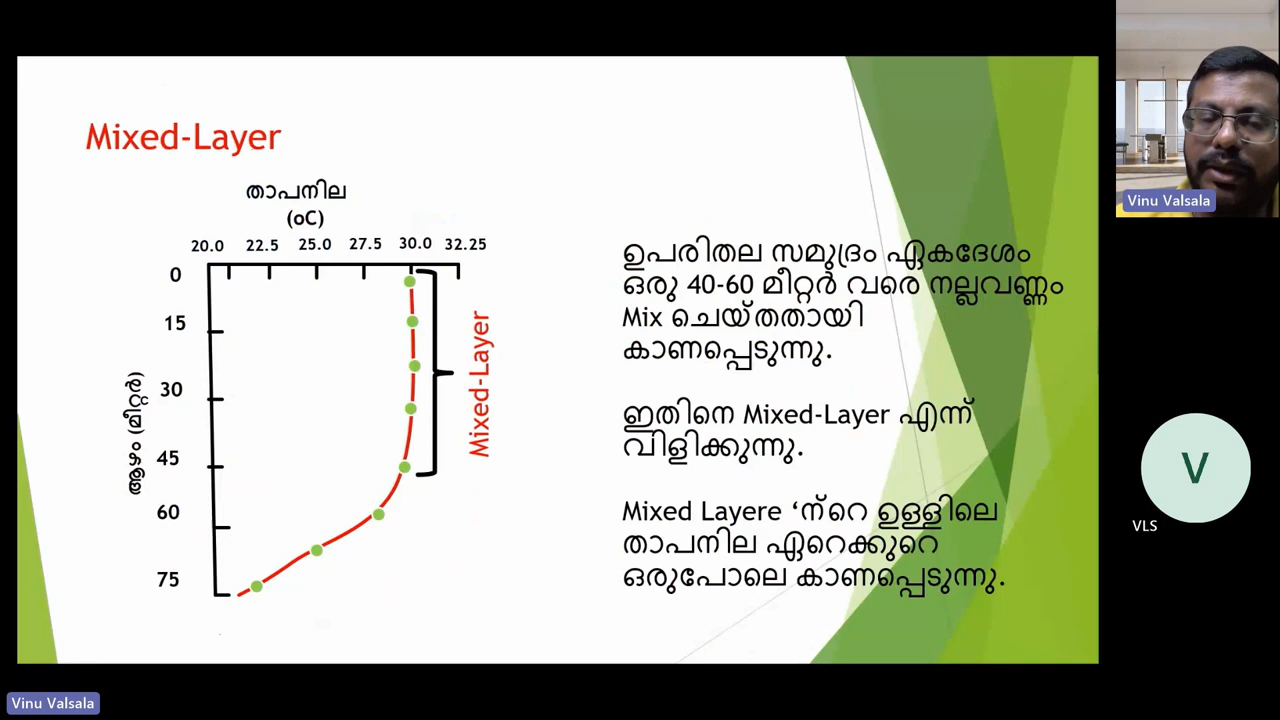 Mixed-Layer
താപനില
(oC)
20.0 22.5 25.0 27.5 30.0 32.25
0
15
30
45
60
75
ആഴം (മീറ്റർ)
Mixed-Layer
ഉപരിതല സമുദ്രം ഏകദേശം
ഒരു 40-60 മീറ്റർ വരെ നല്ലവണ്ണം
Mix ചെയ്തതായി
കാണപ്പെടുന്നു.
ഇതിനെ Mixed-Layer എന്ന്
വിളിക്കുന്നു.
Mixed Layere ‘ന്റെ ഉള്ളിലെ
താപനില ഏറെക്കുറെ
ഒരുപോലെ കാണപ്പെടുന്നു.
Vinu Valsala
V
VLS
Vinu Valsala